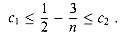 c₁ ≤ 1/2 − 3/n ≤ c₂ .